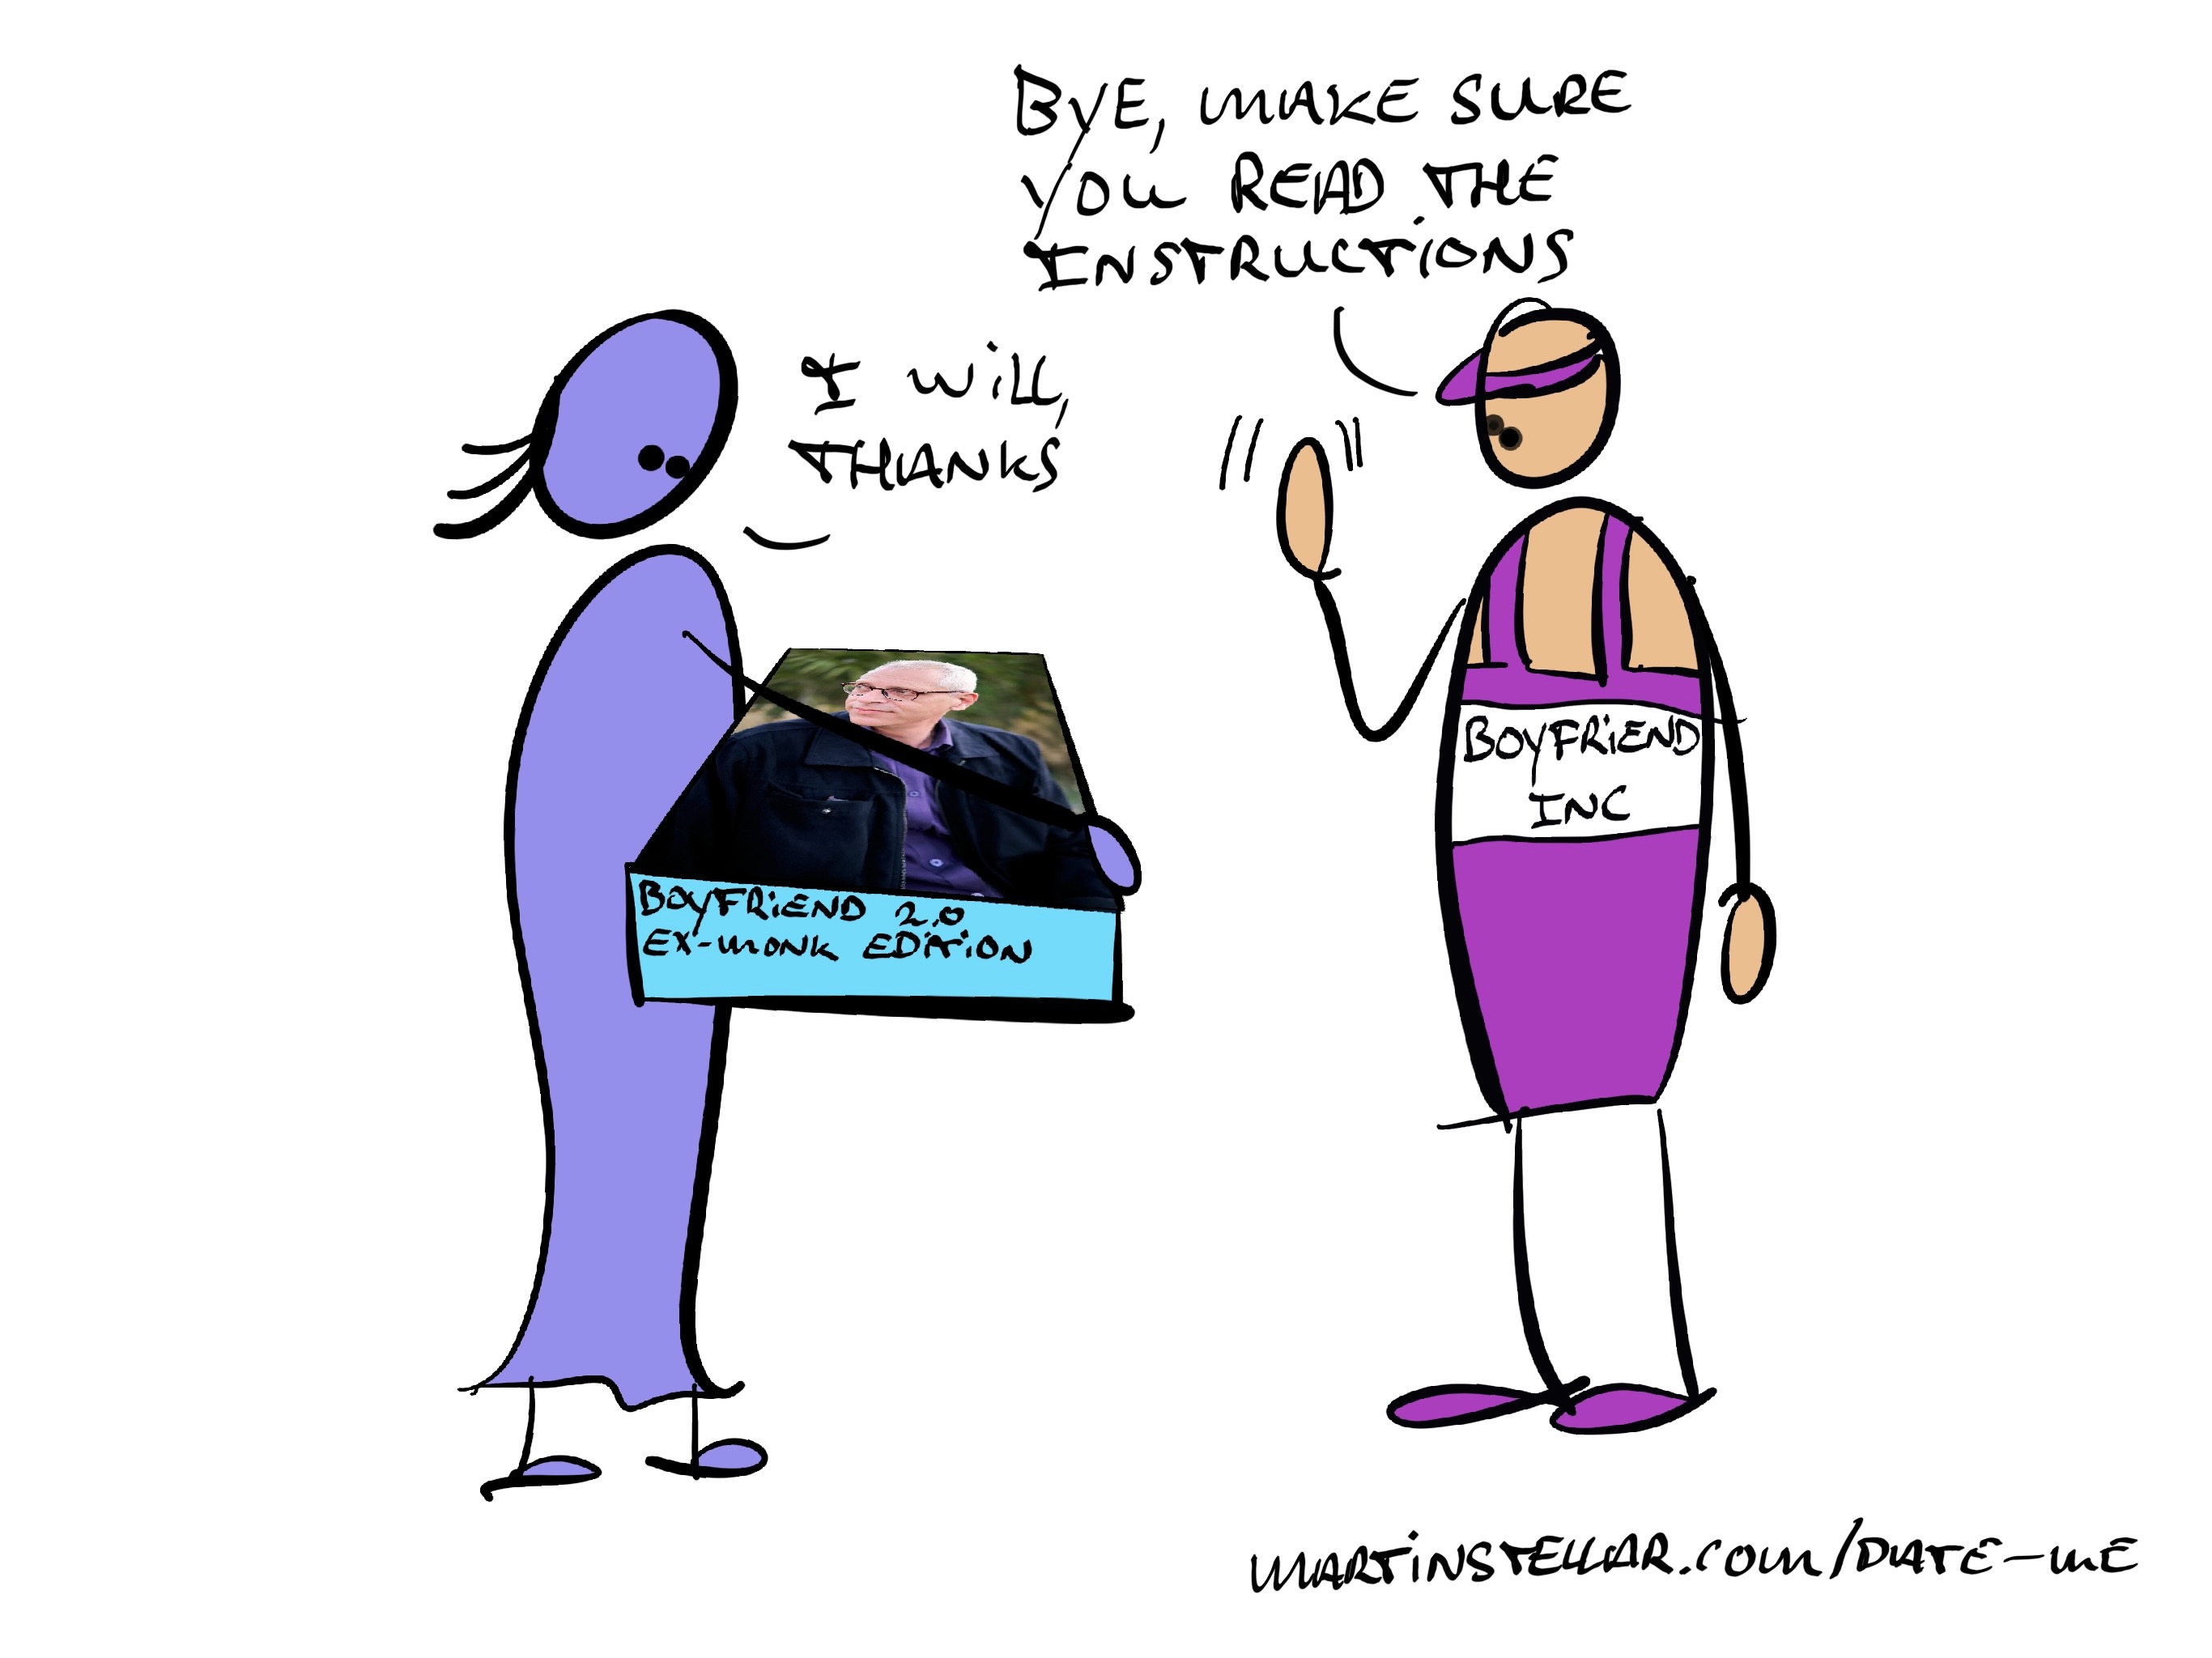 BYE, MAKE SURE
YOU READ THE
INSTRUCTIONS
I WILL,
THANKS
BOYFRIEND
INC
BOYFRIEND 2.0
EX-MONK EDITION
MARTINSTELLAR.COM/DATE-ME